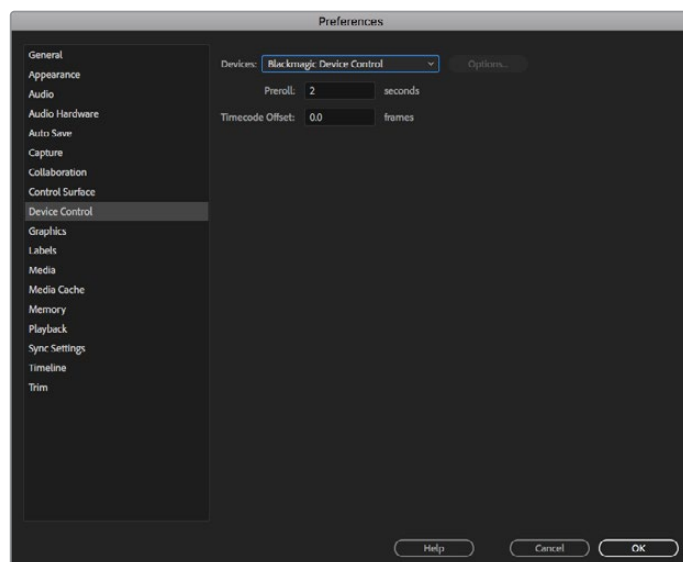 Preferences
General
Appearance
Audio
Audio Hardware
Auto Save
Capture
Collaboration
Control Surface
Device Control
Graphics
Labels
Media
Media Cache
Memory
Playback
Sync Settings
Timeline
Trim
Devices: Blackmagic Device Control Options...
Preroll: 2 seconds
Timecode Offset: 0.0 frames
Help Cancel OK